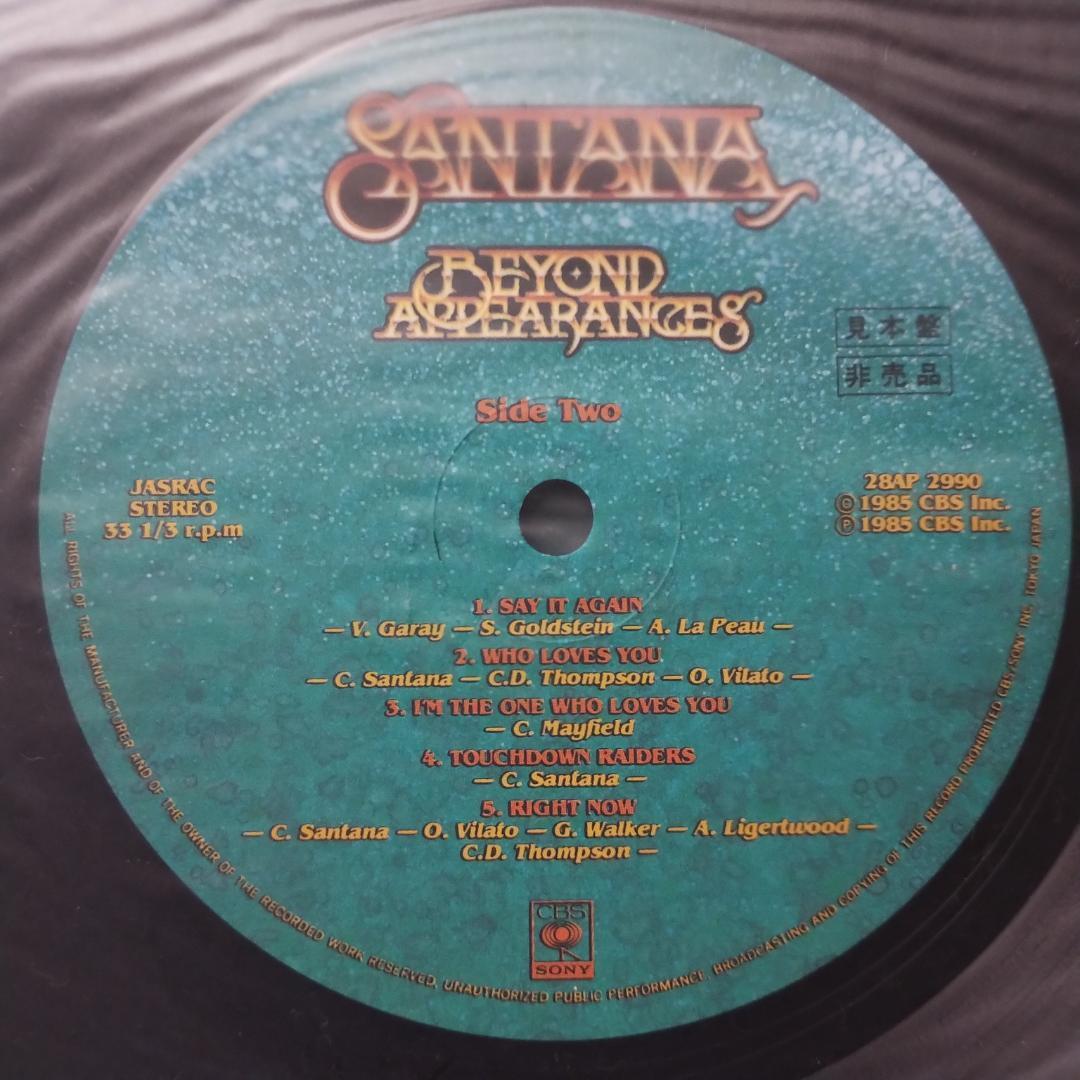 SANTANA
BEYOND
APPEARANCES
見本盤
非売品
Side Two
JASRAC
STEREO
33 1/3 r.p.m
28AP 2990
Ⓒ 1985 CBS Inc.
Ⓟ 1985 CBS Inc.
1. SAY IT AGAIN
— V. Garay — S. Goldstein — A. La Peau —
2. WHO LOVES YOU
— C. Santana — C.D. Thompson — O. Vilato —
3. I'M THE ONE WHO LOVES YOU
— C. Mayfield
4. TOUCHDOWN RAIDERS
— C. Santana —
5. RIGHT NOW
— C. Santana — O. Vilato — G. Walker — A. Ligertwood —
C.D. Thompson —
CBS
SONY
ALL RIGHTS OF THE MANUFACTURER AND OF THE OWNER OF THE RECORDED WORK RESERVED. UNAUTHORIZED PUBLIC PERFORMANCE, BROADCASTING AND COPYING OF THIS RECORD PROHIBITED CBS/SONY INC. TOKYO JAPAN